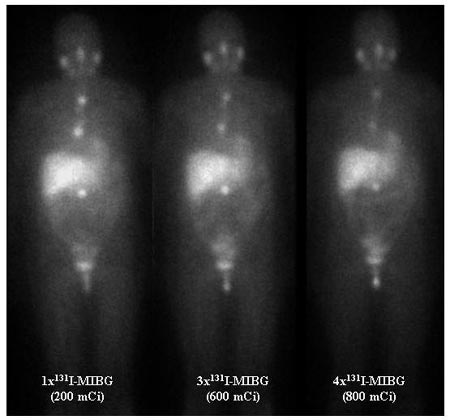 1x¹³¹I-MIBG
(200 mCi)
3x¹³¹I-MIBG
(600 mCi)
4x¹³¹I-MIBG
(800 mCi)